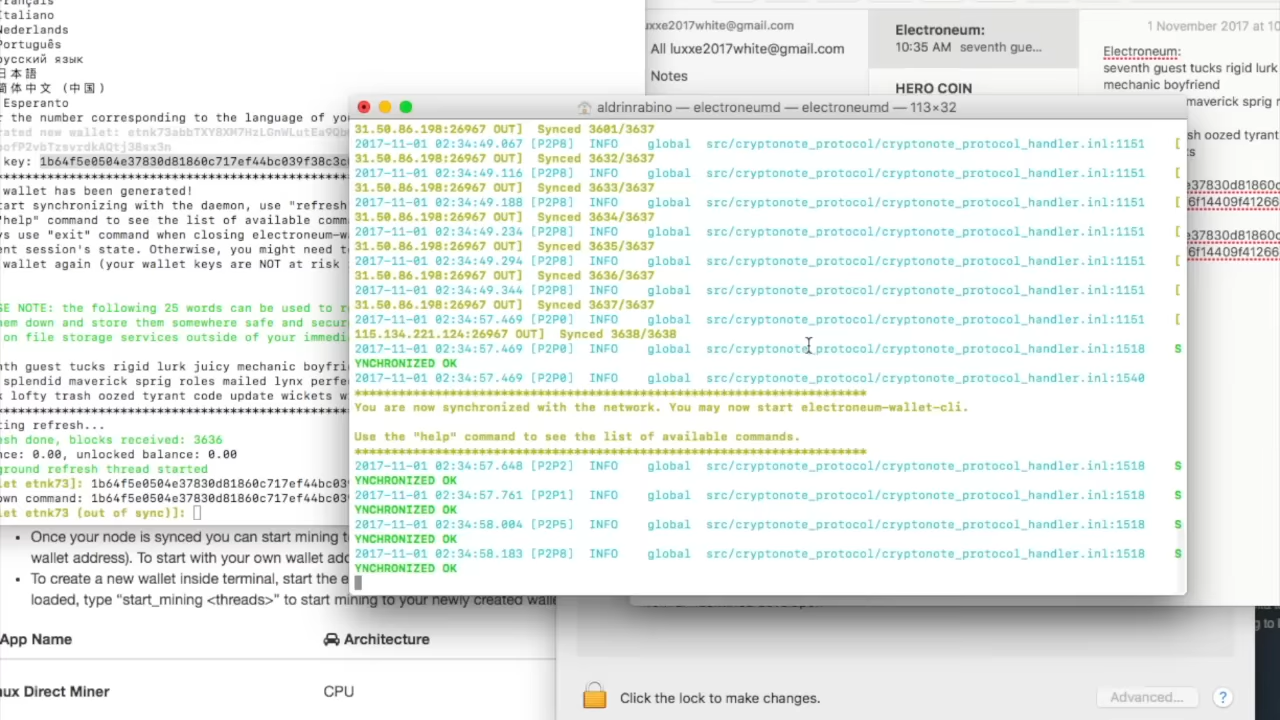 Français
Italiano
Nederlands
Português
русский язык
日本語
简体中文 (中国)
Esperanto
r the number corresponding to the language of yo
rated new wallet:
key: 1b64f5e0504e37830d81860c717ef44bc039f38c3c
************************************************
wallet has been generated!
tart synchronizing with the daemon, use "refresh
"help" command to see the list of available comm
ys use "exit" command when closing electroneum-w
ent session's state. Otherwise, you might need t
wallet again (your wallet keys are NOT at risk
SE NOTE: the following 25 words can be used to r
hem down and store them somewhere safe and secur
on file storage services outside of your immedi
nth guest tucks rigid lurk juicy mechanic boyfri
splendid maverick sprig roles mailed lynx perfe
k lofty trash oozed tyrant code update wickets w
************************************************
ting refresh...
esh done, blocks received: 3636
nce: 0.00, unlocked balance: 0.00
ground refresh thread started
let etnk73]: 1b64f5e0504e37830d81860c717ef44bc03
own command: 1b64f5e0504e37830d81860c717ef44bc03
let etnk73 (out of sync)]:
• Once your node is synced you can start mining t
wallet address). To start with your own wallet add
• To create a new wallet inside terminal, start the e
loaded, type "start_mining <threads>" to start mining to your newly created walle
App Name Architecture
ux Direct Miner CPU
aldrinrabino — electroneumd — electroneumd — 113×32
31.50.86.198:26967 OUT] Synced 3601/3637
2017-11-01 02:34:49.067 [P2P8] INFO global src/cryptonote_protocol/cryptonote_protocol_handler.inl:1151 [
31.50.86.198:26967 OUT] Synced 3632/3637
2017-11-01 02:34:49.116 [P2P8] INFO global src/cryptonote_protocol/cryptonote_protocol_handler.inl:1151 [
31.50.86.198:26967 OUT] Synced 3633/3637
2017-11-01 02:34:49.188 [P2P8] INFO global src/cryptonote_protocol/cryptonote_protocol_handler.inl:1151 [
31.50.86.198:26967 OUT] Synced 3634/3637
2017-11-01 02:34:49.234 [P2P8] INFO global src/cryptonote_protocol/cryptonote_protocol_handler.inl:1151 [
31.50.86.198:26967 OUT] Synced 3635/3637
2017-11-01 02:34:49.294 [P2P8] INFO global src/cryptonote_protocol/cryptonote_protocol_handler.inl:1151 [
31.50.86.198:26967 OUT] Synced 3636/3637
2017-11-01 02:34:49.344 [P2P8] INFO global src/cryptonote_protocol/cryptonote_protocol_handler.inl:1151 [
31.50.86.198:26967 OUT] Synced 3637/3637
2017-11-01 02:34:57.469 [P2P0] INFO global src/cryptonote_protocol/cryptonote_protocol_handler.inl:1151 [
115.134.221.124:26967 OUT] Synced 3638/3638
2017-11-01 02:34:57.469 [P2P0] INFO global src/cryptonote_protocol/cryptonote_protocol_handler.inl:1518 S
YNCHRONIZED OK
2017-11-01 02:34:57.469 [P2P0] INFO global src/cryptonote_protocol/cryptonote_protocol_handler.inl:1540
**********************************************************************
You are now synchronized with the network. You may now start electroneum-wallet-cli.
Use the "help" command to see the list of available commands.
**********************************************************************
2017-11-01 02:34:57.648 [P2P2] INFO global src/cryptonote_protocol/cryptonote_protocol_handler.inl:1518 S
YNCHRONIZED OK
2017-11-01 02:34:57.761 [P2P1] INFO global src/cryptonote_protocol/cryptonote_protocol_handler.inl:1518 S
YNCHRONIZED OK
2017-11-01 02:34:58.004 [P2P5] INFO global src/cryptonote_protocol/cryptonote_protocol_handler.inl:1518 S
YNCHRONIZED OK
2017-11-01 02:34:58.183 [P2P8] INFO global src/cryptonote_protocol/cryptonote_protocol_handler.inl:1518 S
YNCHRONIZED OK
uxxe2017white@gmail.com
All luxxe2017white@gmail.com
Notes
Electroneum:
10:35 AM seventh gue...
HERO COIN
1 November 2017 at 10
Electroneum:
seventh guest tucks rigid lurk
mechanic boyfriend
maverick sprig r
sh oozed tyrant
ts
e37830d81860c
6f14409f41266
e37830d81860c
6f14409f41266
Click the lock to make changes.
Advanced... ?